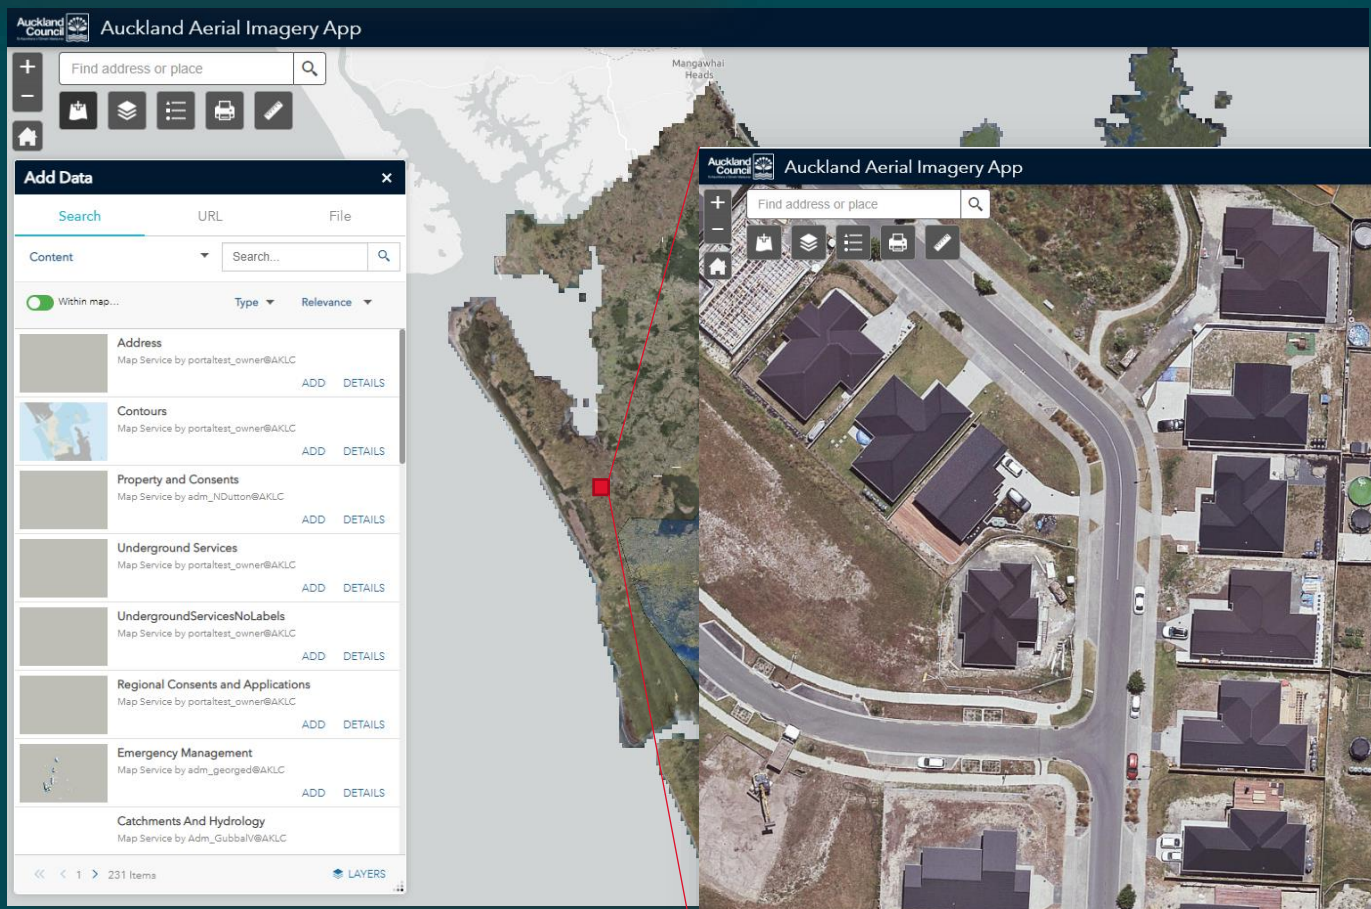 Auckland
Council
Auckland Aerial Imagery App
Find address or place
Mangawhai
Heads
Add Data
Search
URL
File
Content
Search...
Within map...
Type
Relevance
Address
Map Service by portaltest_owner@AKLC
ADD DETAILS
Contours
Map Service by portaltest_owner@AKLC
ADD DETAILS
Property and Consents
Map Service by adm_NDutton@AKLC
ADD DETAILS
Underground Services
Map Service by portaltest_owner@AKLC
ADD DETAILS
UndergroundServicesNoLabels
Map Service by portaltest_owner@AKLC
ADD DETAILS
Regional Consents and Applications
Map Service by portaltest_owner@AKLC
ADD DETAILS
Emergency Management
Map Service by adm_georged@AKLC
ADD DETAILS
Catchments And Hydrology
Map Service by Adm_GubbalV@AKLC
1 231 Items
LAYERS
Auckland
Council
Auckland Aerial Imagery App
Find address or place